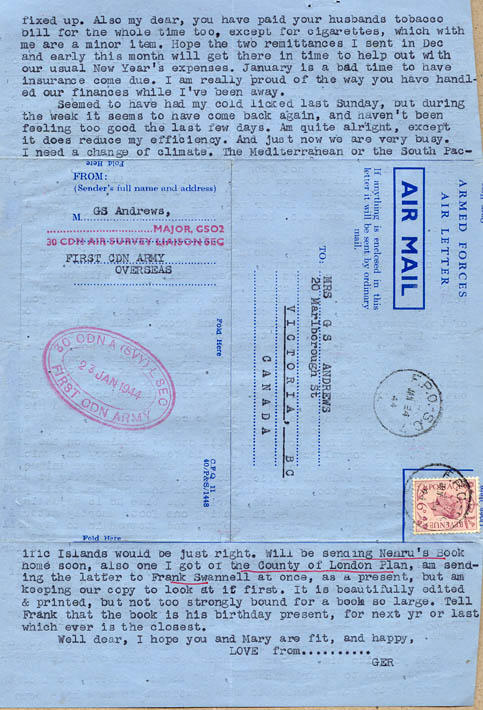 fixed up. Also my dear, you have paid your husbands tobacco
bill for the whole time too, except for cigarettes, which with
me are a minor item. Hope the two remittances I sent in Dec
and early this month will get there in time to help out with
our usual New Year's expenses. January is a bad time to have
insurance come due. I am really proud of the way you have handl-
ed our finances while I've been away.
Seemed to have had my cold licked last Sunday, but during
the week it seems to have come back again, and haven't been
feeling too good the last few days. Am quite alright, except
it does reduce my efficiency. And just now we are very busy.
I need a change of climate. The Mediterranean or the South Pac-
Fold Here
FROM:
(Sender's full name and address)
M. GS Andrews,
MAJOR, GSO2
30 CDN AIR SURVEY LIAISON SEC
FIRST CDN ARMY
OVERSEAS
30 CDN A (SVY) L SEC
23 JAN 1944
FIRST CDN ARMY
Fold Here
C.F.Q. 11
40/P&S/1448
Fold Here
ARMED FORCES
AIR LETTER
AIR MAIL
If anything is enclosed in this
letter it will be sent by ordinary
mail.
TO:
MRS G S ANDREWS
20 Marlborough St
VICTORIA, BC
CANADA
F.P.O.-S.C.
44
POSTAGE
REVENUE
ific Islands would be just right. Will be sending Nehru's Book
home soon, also one I got of the County of London Plan, am send-
ing the latter to Frank Swannell at once, as a present, but am
keeping our copy to look at if first. It is beautifully edited
& printed, but not too strongly bound for a book so large. Tell
Frank that the book is his birthday present, for next yr or last
which ever is the closest.
Well dear, I hope you and Mary are fit, and happy,
LOVE from..........
GER